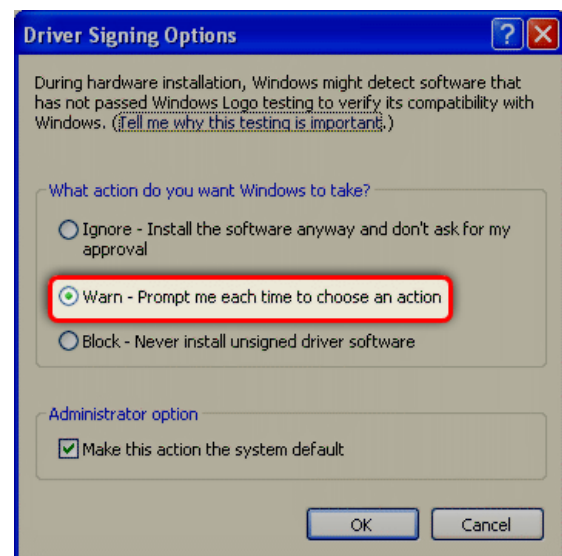 Driver Signing Options
During hardware installation, Windows might detect software that
has not passed Windows Logo testing to verify its compatibility with
Windows. (Tell me why this testing is important.)
What action do you want Windows to take?
Ignore - Install the software anyway and don't ask for my
approval
Warn - Prompt me each time to choose an action
Block - Never install unsigned driver software
Administrator option
Make this action the system default
OK Cancel